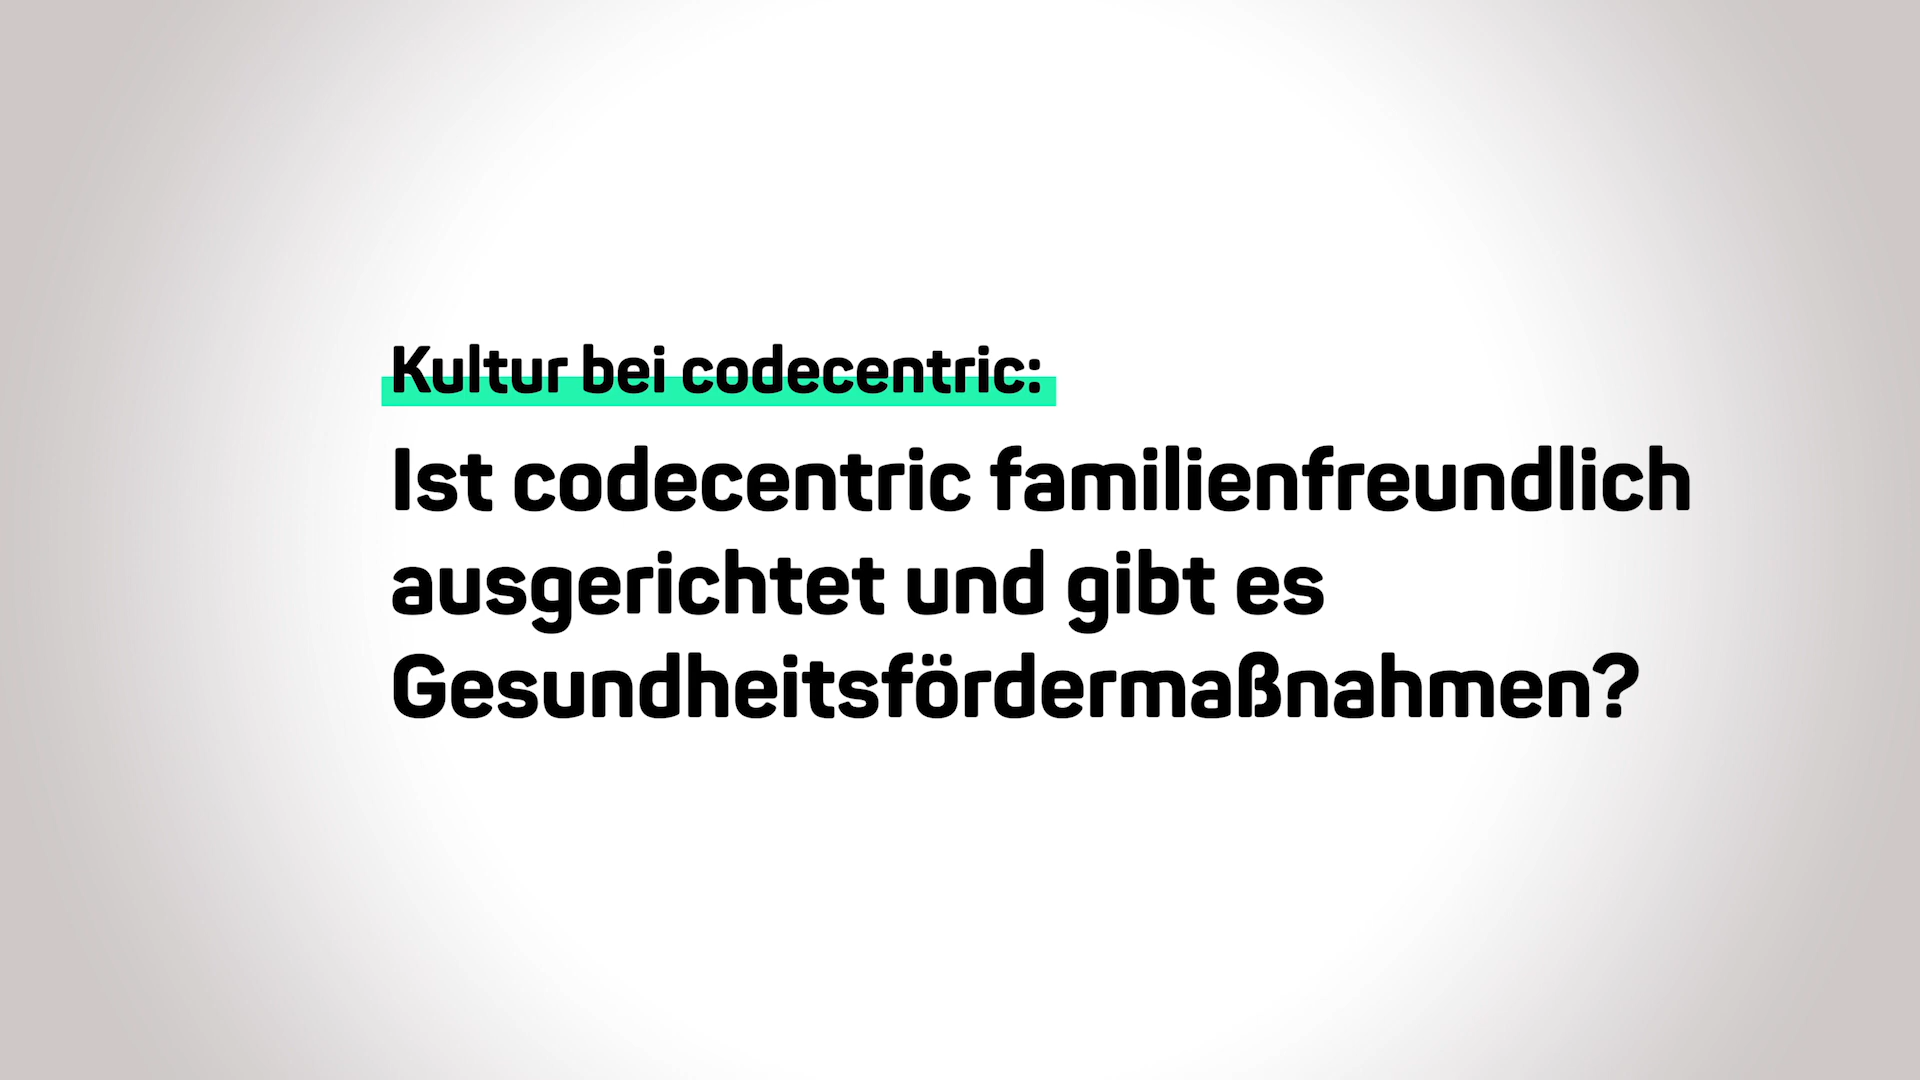 Kultur bei codecentric:
Ist codecentric familienfreundlich
ausgerichtet und gibt es
Gesundheitsfördermaßnahmen?